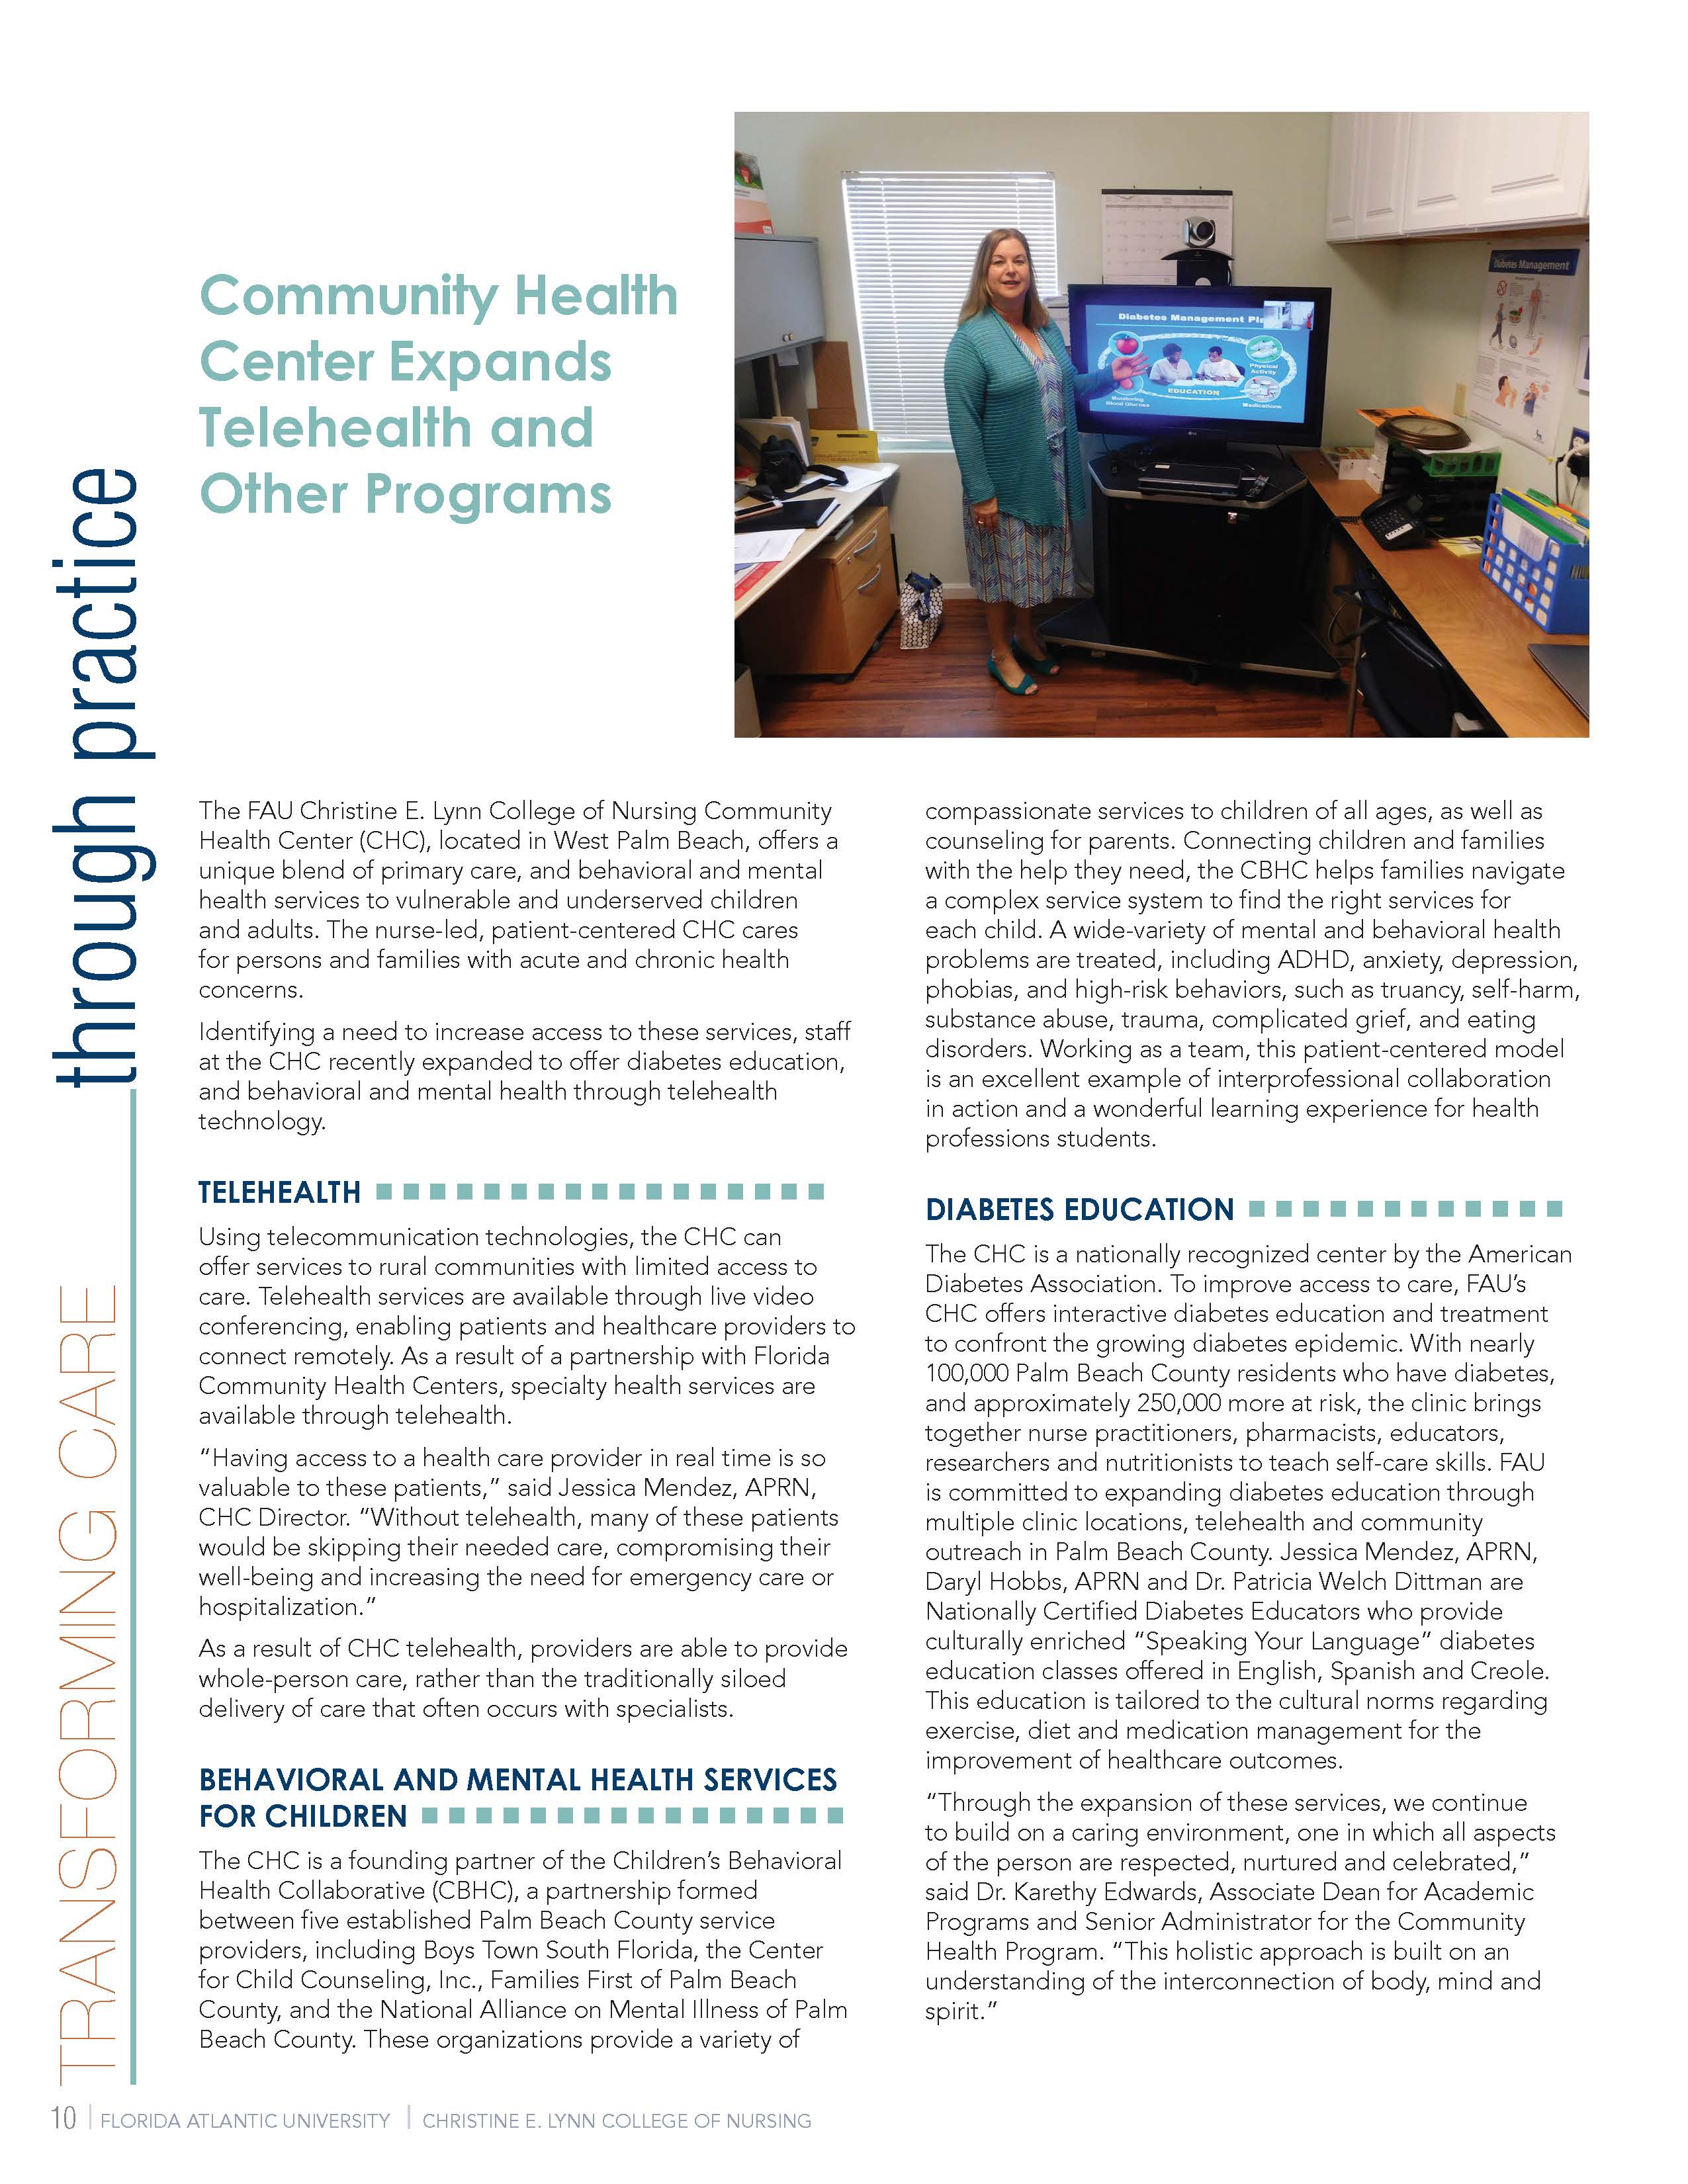 Community Health
Center Expands
Telehealth and
Other Programs
Diabetes Management
Diabetes Management
Physical
Activity
EDUCATION
Monitoring
Blood Glucose
Medications
LG
through practice
TRANSFORMING CARE
The FAU Christine E. Lynn College of Nursing Community
Health Center (CHC), located in West Palm Beach, offers a
unique blend of primary care, and behavioral and mental
health services to vulnerable and underserved children
and adults. The nurse-led, patient-centered CHC cares
for persons and families with acute and chronic health
concerns.
Identifying a need to increase access to these services, staff
at the CHC recently expanded to offer diabetes education,
and behavioral and mental health through telehealth
technology.
TELEHEALTH
Using telecommunication technologies, the CHC can
offer services to rural communities with limited access to
care. Telehealth services are available through live video
conferencing, enabling patients and healthcare providers to
connect remotely. As a result of a partnership with Florida
Community Health Centers, specialty health services are
available through telehealth.
“Having access to a health care provider in real time is so
valuable to these patients,” said Jessica Mendez, APRN,
CHC Director. “Without telehealth, many of these patients
would be skipping their needed care, compromising their
well-being and increasing the need for emergency care or
hospitalization.”
As a result of CHC telehealth, providers are able to provide
whole-person care, rather than the traditionally siloed
delivery of care that often occurs with specialists.
BEHAVIORAL AND MENTAL HEALTH SERVICES
FOR CHILDREN
The CHC is a founding partner of the Children’s Behavioral
Health Collaborative (CBHC), a partnership formed
between five established Palm Beach County service
providers, including Boys Town South Florida, the Center
for Child Counseling, Inc., Families First of Palm Beach
County, and the National Alliance on Mental Illness of Palm
Beach County. These organizations provide a variety of
compassionate services to children of all ages, as well as
counseling for parents. Connecting children and families
with the help they need, the CBHC helps families navigate
a complex service system to find the right services for
each child. A wide-variety of mental and behavioral health
problems are treated, including ADHD, anxiety, depression,
phobias, and high-risk behaviors, such as truancy, self-harm,
substance abuse, trauma, complicated grief, and eating
disorders. Working as a team, this patient-centered model
is an excellent example of interprofessional collaboration
in action and a wonderful learning experience for health
professions students.
DIABETES EDUCATION
The CHC is a nationally recognized center by the American
Diabetes Association. To improve access to care, FAU’s
CHC offers interactive diabetes education and treatment
to confront the growing diabetes epidemic. With nearly
100,000 Palm Beach County residents who have diabetes,
and approximately 250,000 more at risk, the clinic brings
together nurse practitioners, pharmacists, educators,
researchers and nutritionists to teach self-care skills. FAU
is committed to expanding diabetes education through
multiple clinic locations, telehealth and community
outreach in Palm Beach County. Jessica Mendez, APRN,
Daryl Hobbs, APRN and Dr. Patricia Welch Dittman are
Nationally Certified Diabetes Educators who provide
culturally enriched “Speaking Your Language” diabetes
education classes offered in English, Spanish and Creole.
This education is tailored to the cultural norms regarding
exercise, diet and medication management for the
improvement of healthcare outcomes.
“Through the expansion of these services, we continue
to build on a caring environment, one in which all aspects
of the person are respected, nurtured and celebrated,”
said Dr. Karethy Edwards, Associate Dean for Academic
Programs and Senior Administrator for the Community
Health Program. “This holistic approach is built on an
understanding of the interconnection of body, mind and
spirit.”
10 | FLORIDA ATLANTIC UNIVERSITY | CHRISTINE E. LYNN COLLEGE OF NURSING